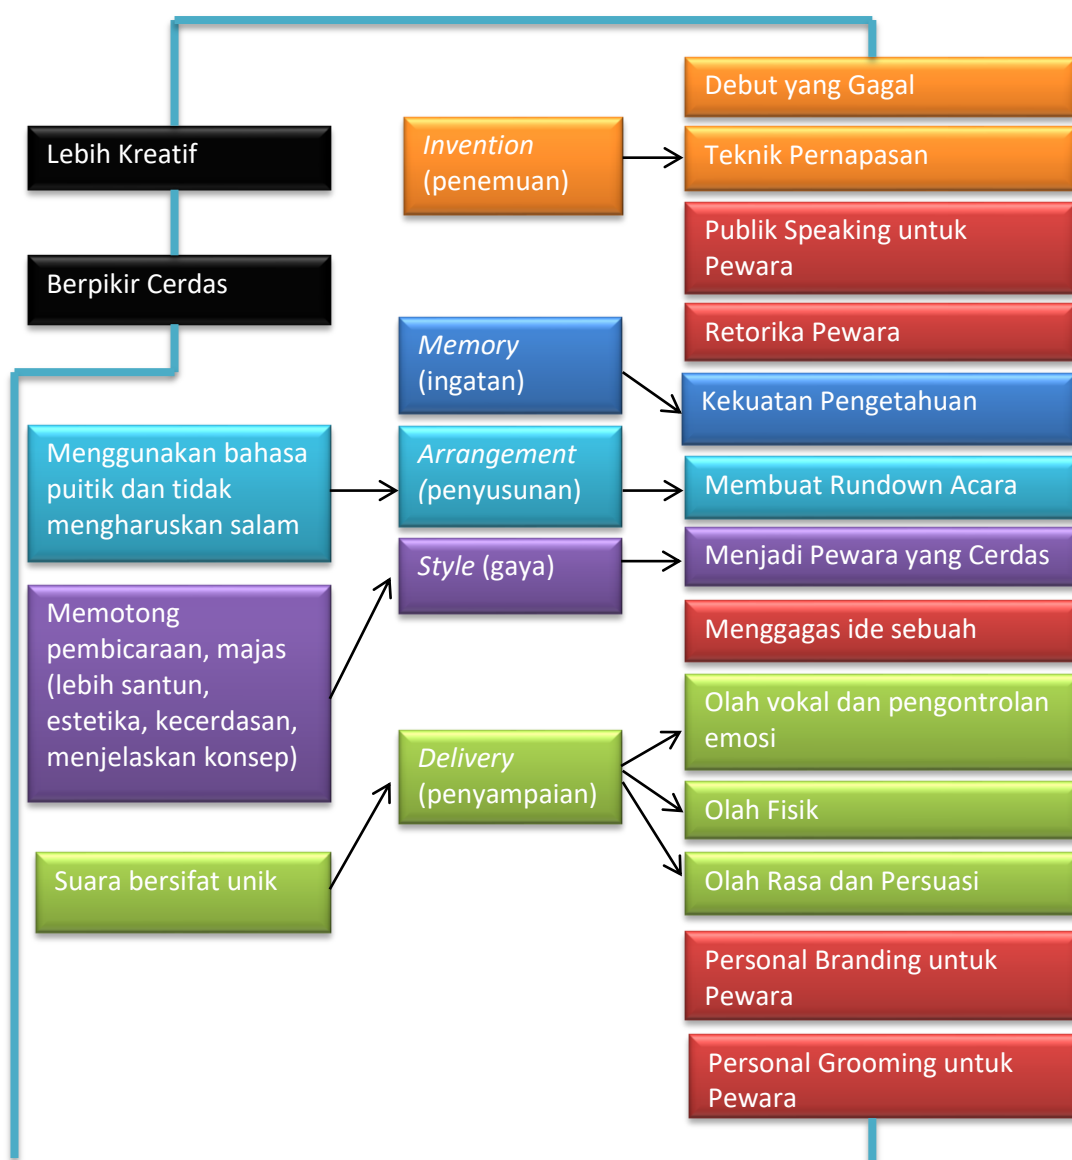 Lebih Kreatif
Berpikir Cerdas
Menggunakan bahasa
puitik dan tidak
mengharuskan salam
Memotong
pembicaraan, majas
(lebih santun,
estetika, kecerdasan,
menjelaskan konsep)
Suara bersifat unik
Invention
(penemuan)
Memory
(ingatan)
Arrangement
(penyusunan)
Style (gaya)
Delivery
(penyampaian)
Debut yang Gagal
Teknik Pernapasan
Publik Speaking untuk
Pewara
Retorika Pewara
Kekuatan Pengetahuan
Membuat Rundown Acara
Menjadi Pewara yang Cerdas
Menggagas ide sebuah
Olah vokal dan pengontrolan
emosi
Olah Fisik
Olah Rasa dan Persuasi
Personal Branding untuk
Pewara
Personal Grooming untuk
Pewara